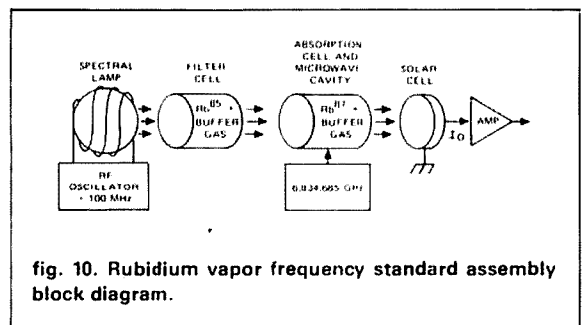 ABSORPTION
CELL AND
MICROWAVE
CAVITY
SPECTRAL
LAMP
FILTER
CELL
SOLAR
CELL
Rb85 +
BUFFER
GAS
Rb87 +
BUFFER
GAS
I0
AMP
RF
OSCILLATOR
≈ 100 MHz
6.834.685 GHz
fig. 10. Rubidium vapor frequency standard assembly
block diagram.